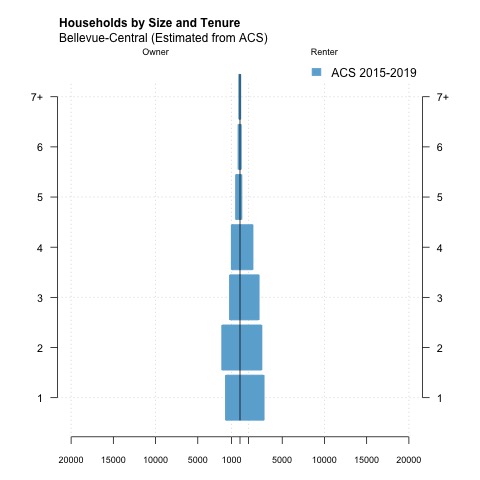 Households by Size and Tenure
Bellevue-Central (Estimated from ACS)
Owner Renter
ACS 2015-2019
7+ 7+
6 6
5 5
4 4
3 3
2 2
1 1
20000 15000 10000 5000 1000 5000 10000 15000 20000